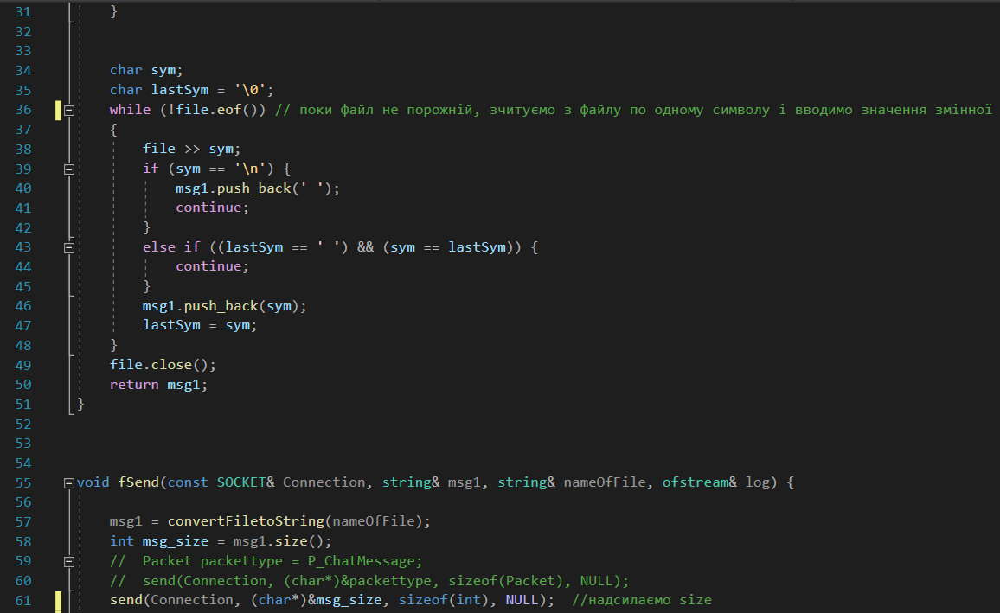 31 }
32
33
34 char sym;
35 char lastSym = '\0';
36 while (!file.eof()) // поки файл не порожній, зчитуємо з файлу по одному символу і вводимо значення змінної
37 {
38 file >> sym;
39 if (sym == '\n') {
40 msg1.push_back(' ');
41 continue;
42 }
43 else if ((lastSym == ' ') && (sym == lastSym)) {
44 continue;
45 }
46 msg1.push_back(sym);
47 lastSym = sym;
48 }
49 file.close();
50 return msg1;
51 }
52
53
54
55 void fSend(const SOCKET& Connection, string& msg1, string& nameOfFile, ofstream& log) {
56
57 msg1 = convertFiletoString(nameOfFile);
58 int msg_size = msg1.size();
59 // Packet packettype = P_ChatMessage;
60 // send(Connection, (char*)&packettype, sizeof(Packet), NULL);
61 send(Connection, (char*)&msg_size, sizeof(int), NULL); //надсилаємо size